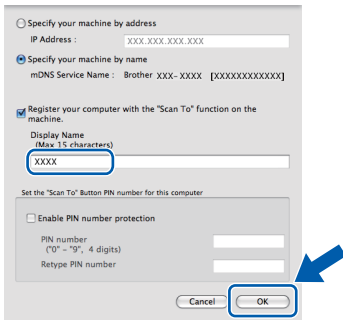 Specify your machine by address
IP Address : XXX.XXX.XXX.XXX
Specify your machine by name
mDNS Service Name : Brother XXX-XXXX [XXXXXXXXXXXX]
Register your computer with the "Scan To" function on the
machine.
Display Name
(Max 15 characters)
XXXX
Set the "Scan To" Button PIN number for this computer
Enable PIN number protection
PIN number
("0" – "9", 4 digits)
Retype PIN number
Cancel OK